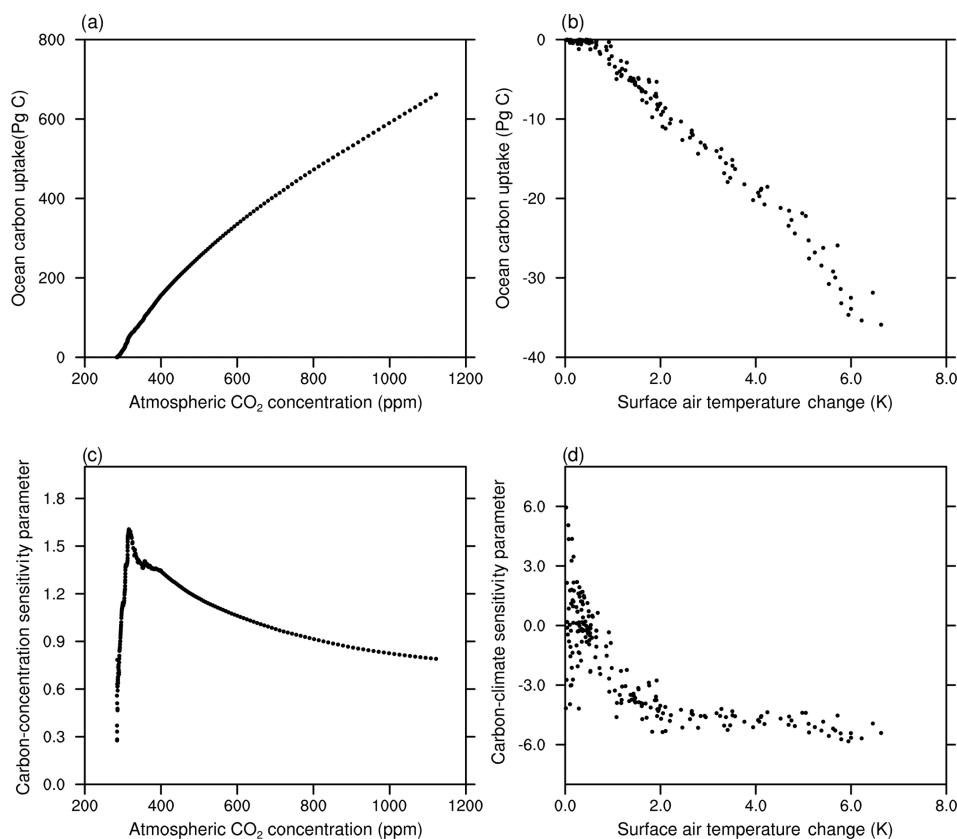 (a)
800
600
400
200
0
200 400 600 800 1000 1200
Ocean carbon uptake(Pg C)
Atmospheric CO₂ concentration (ppm)
(b)
0
-10
-20
-30
-40
0.0 2.0 4.0 6.0 8.0
Ocean carbon uptake (Pg C)
Surface air temperature change (K)
(c)
1.8
1.5
1.2
0.9
0.6
0.3
0.0
200 400 600 800 1000 1200
Carbon-concentration sensitivity parameter
Atmospheric CO₂ concentration (ppm)
(d)
6.0
3.0
0.0
-3.0
-6.0
0.0 2.0 4.0 6.0 8.0
Carbon-climate sensitivity parameter
Surface air temperature change (K)